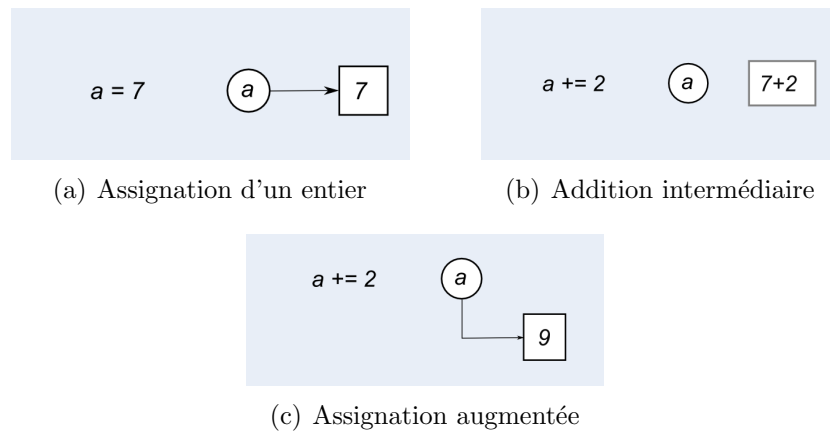 a = 7 a 7 a += 2 a 7+2
(a) Assignation d'un entier (b) Addition intermédiaire
a += 2 a
9
(c) Assignation augmentée